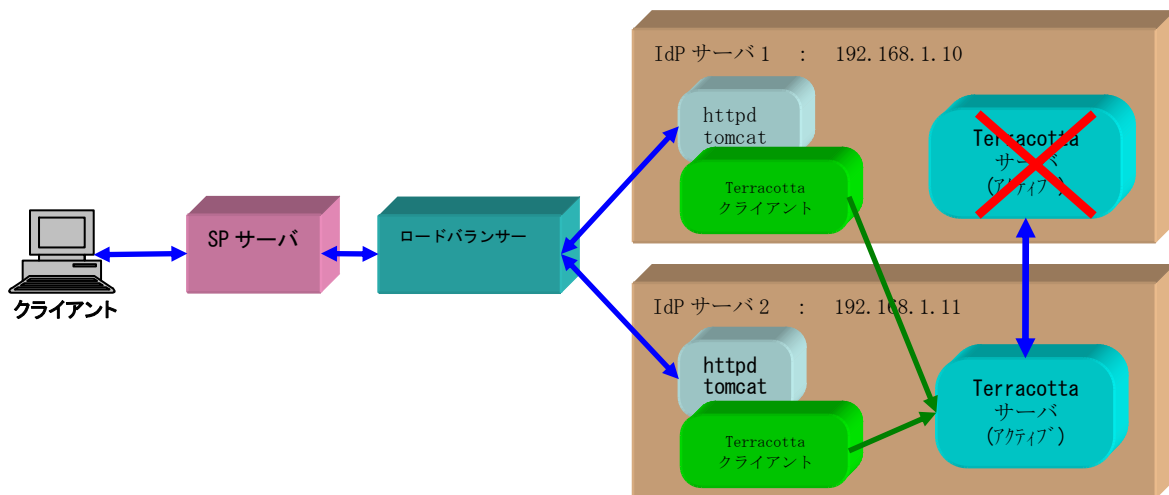 IdP サーバ 1 : 192.168.1.10
httpd
tomcat
Terracotta
クライアント
Terracotta
サーバ
(アクティブ)
SP サーバ
ロードバランサー
クライアント
IdP サーバ 2 : 192.168.1.11
httpd
tomcat
Terracotta
クライアント
Terracotta
サーバ
(アクティブ)